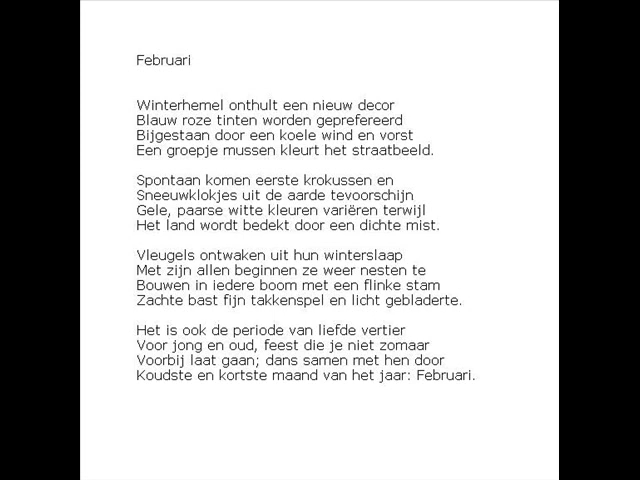 Februari
Winterhemel onthult een nieuw decor
Blauw roze tinten worden geprefereerd
Bijgestaan door een koele wind en vorst
Een groepje mussen kleurt het straatbeeld.
Spontaan komen eerste krokussen en
Sneeuwklokjes uit de aarde tevoorschijn
Gele, paarse witte kleuren variëren terwijl
Het land wordt bedekt door een dichte mist.
Vleugels ontwaken uit hun winterslaap
Met zijn allen beginnen ze weer nesten te
Bouwen in iedere boom met een flinke stam
Zachte bast fijn takkenspel en licht gebladerte.
Het is ook de periode van liefde vertier
Voor jong en oud, feest die je niet zomaar
Voorbij laat gaan; dans samen met hen door
Koudste en kortste maand van het jaar: Februari.